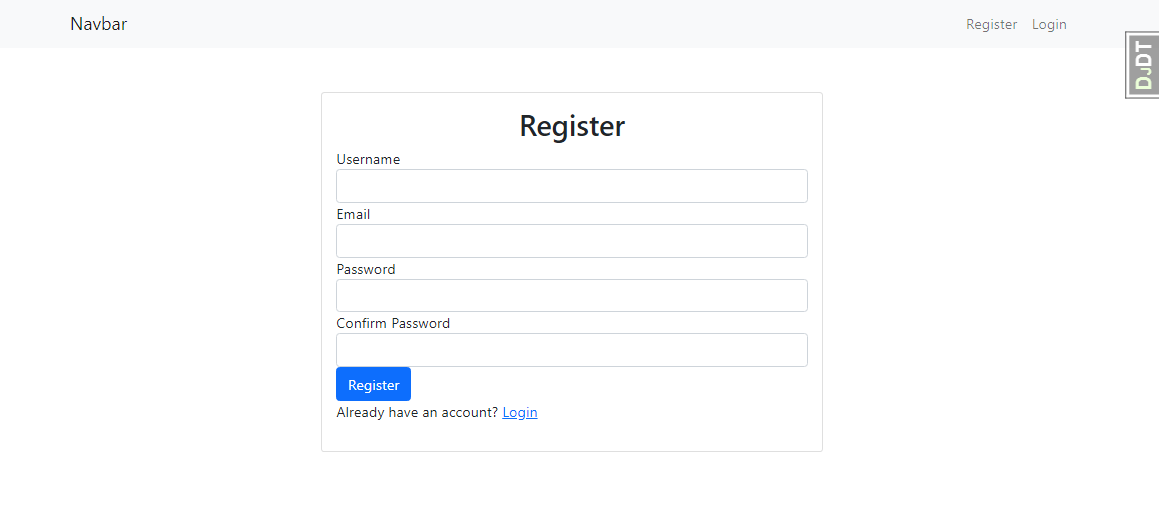 Navbar
Register Login
DJDT
Register
Username
Email
Password
Confirm Password
Register
Already have an account? Login